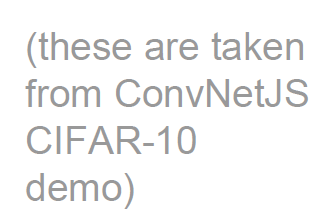 (these are taken
from ConvNetJS
CIFAR-10
demo)